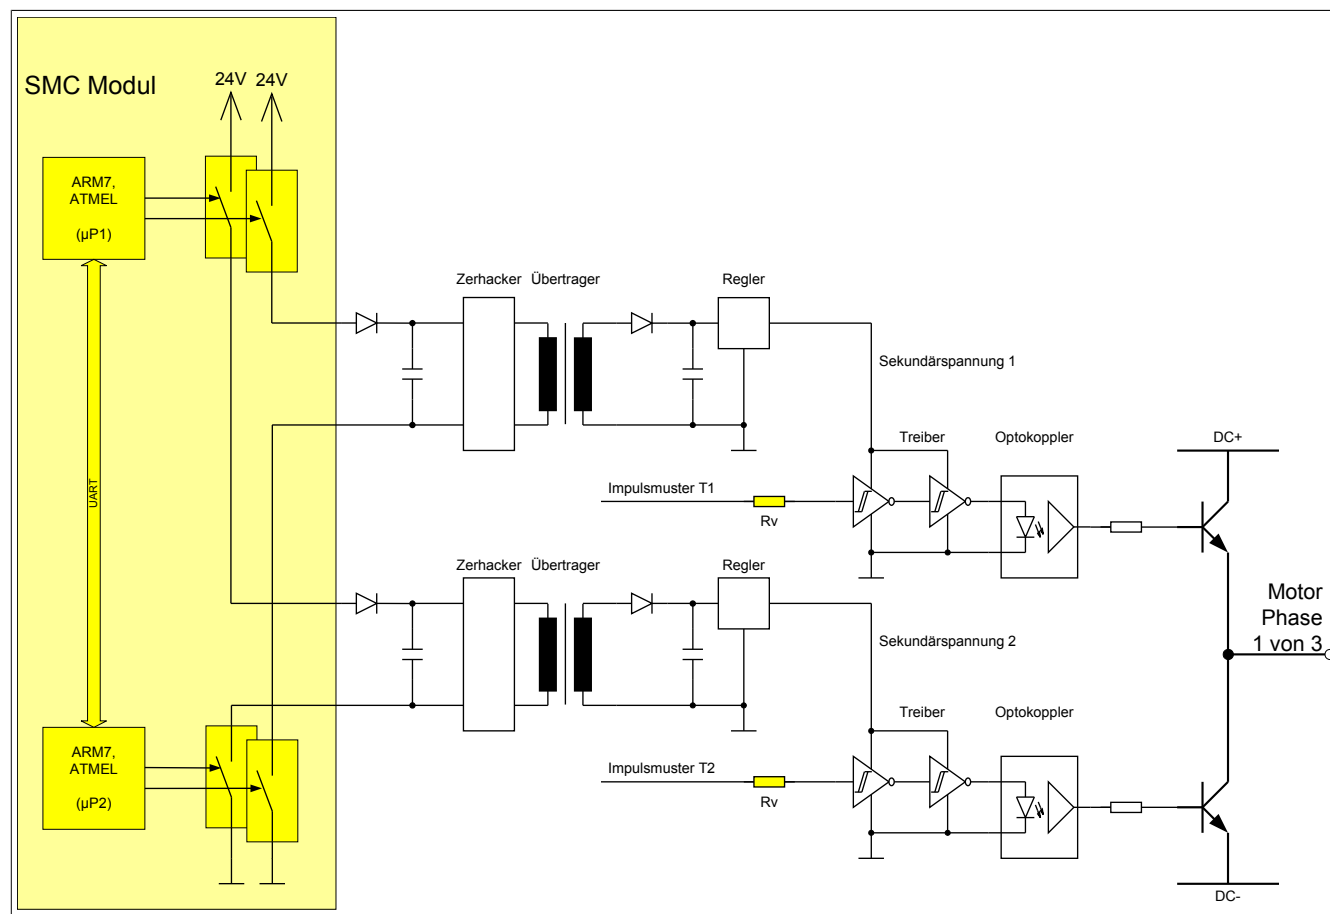 SMC Modul
24V 24V
ARM7,
ATMEL
(µP1)
UART
ARM7,
ATMEL
(µP2)
Zerhacker Übertrager Regler
Sekundärspannung 1
Treiber Optokoppler
DC+
Impulsmuster T1
Rv
Zerhacker Übertrager Regler
Motor
Phase
1 von 3
Sekundärspannung 2
Treiber Optokoppler
Impulsmuster T2
Rv
DC-